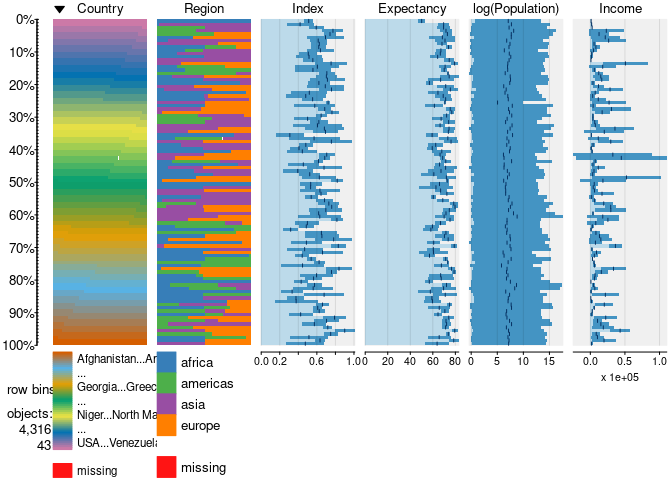 Country Region Index Expectancy log(Population) Income
0%
10%
20%
30%
40%
50%
60%
70%
80%
90%
100%
0.0 0.2 0.6 1.0 0 20 40 60 80 0 5 10 15 0.0 0.5 1.0
x 1e+05
row bins
objects:
4,316
43
Afghanistan...Ar
...
Georgia...Greec
...
Niger...North Ma
...
USA...Venezuela
missing
africa
americas
asia
europe
missing